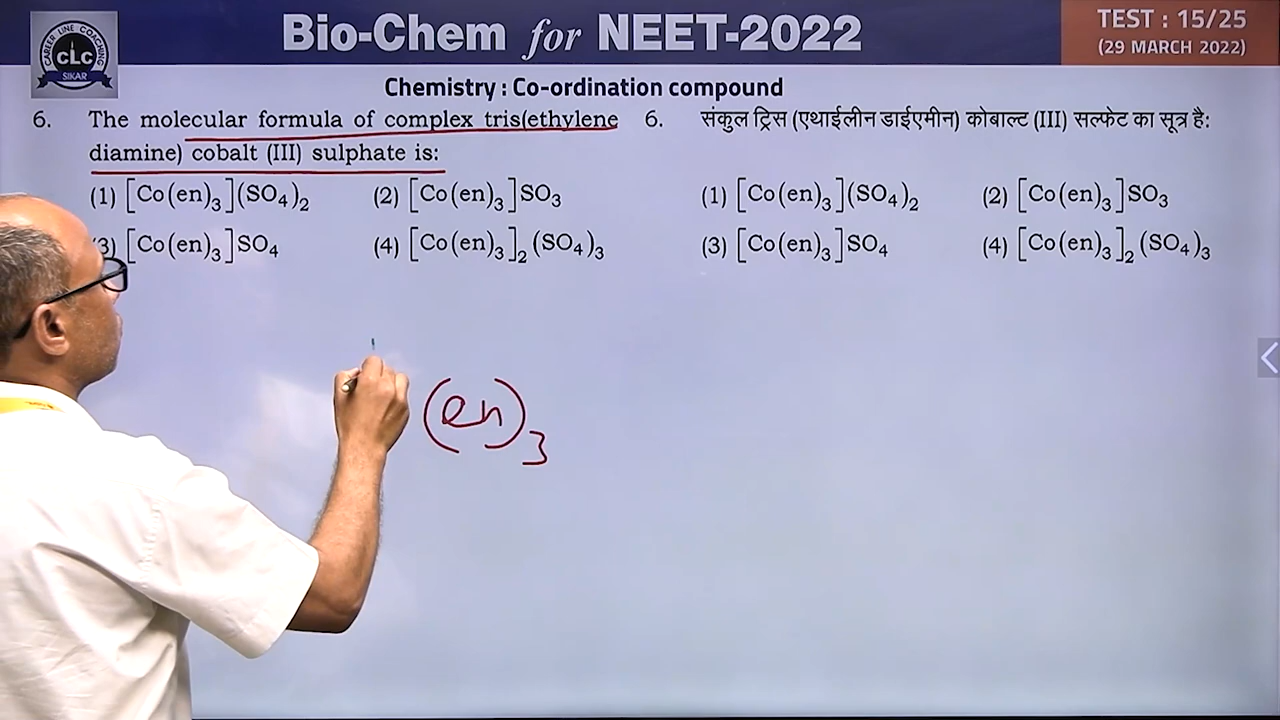 CAREER LINE COACHING
CLC
SIKAR
Bio-Chem for NEET-2022
TEST : 15/25
(29 MARCH 2022)
Chemistry : Co-ordination compound
6. The molecular formula of complex tris(ethylene
diamine) cobalt (III) sulphate is:
(1) [Co(en)₃](SO₄)₂ (2) [Co(en)₃]SO₃
3) [Co(en)₃]SO₄ (4) [Co(en)₃]₂(SO₄)₃
6. संकुल ट्रिस (एथाईलीन डाईएमीन) कोबाल्ट (III) सल्फेट का सूत्र है:
(1) [Co(en)₃](SO₄)₂ (2) [Co(en)₃]SO₃
(3) [Co(en)₃]SO₄ (4) [Co(en)₃]₂(SO₄)₃
(en)₃